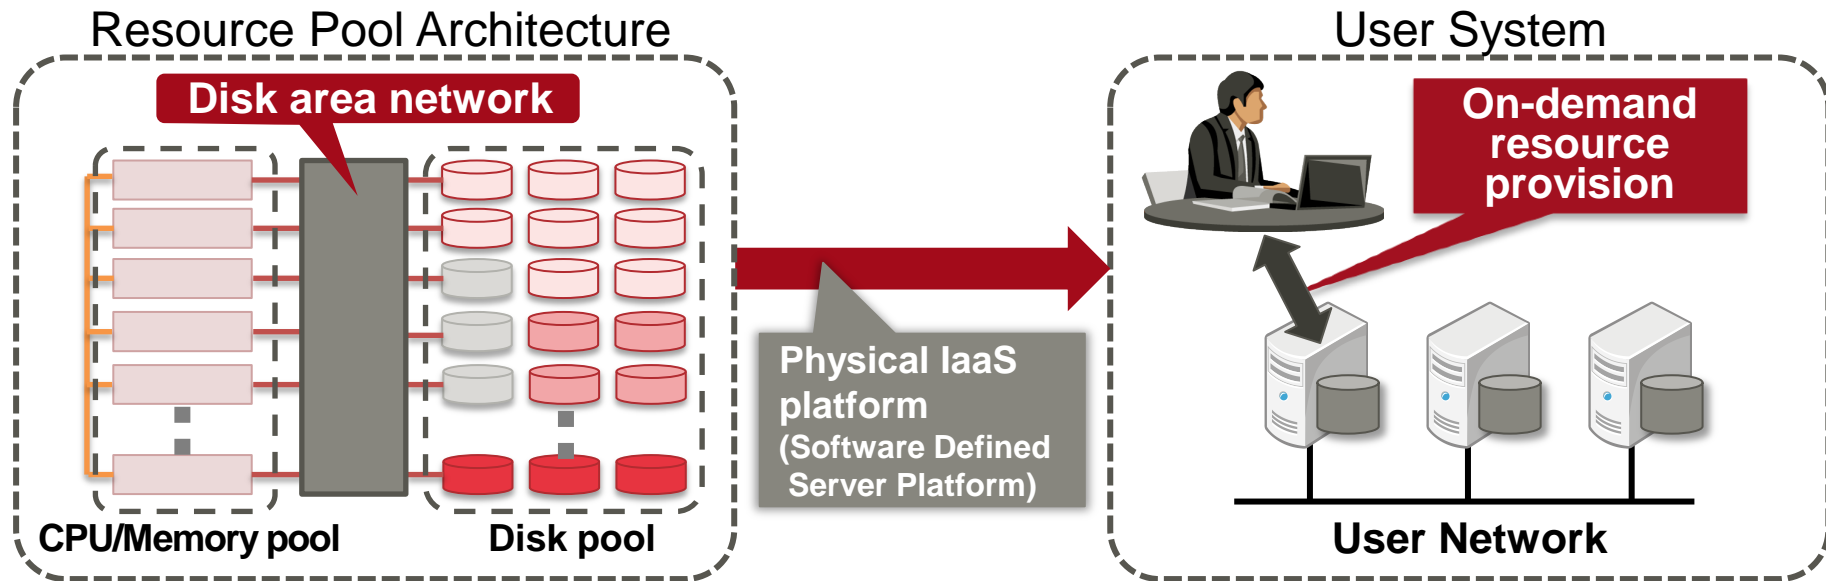 Resource Pool Architecture
Disk area network
CPU/Memory pool
Disk pool
Physical IaaS
platform
(Software Defined
Server Platform)
User System
On-demand
resource
provision
User Network